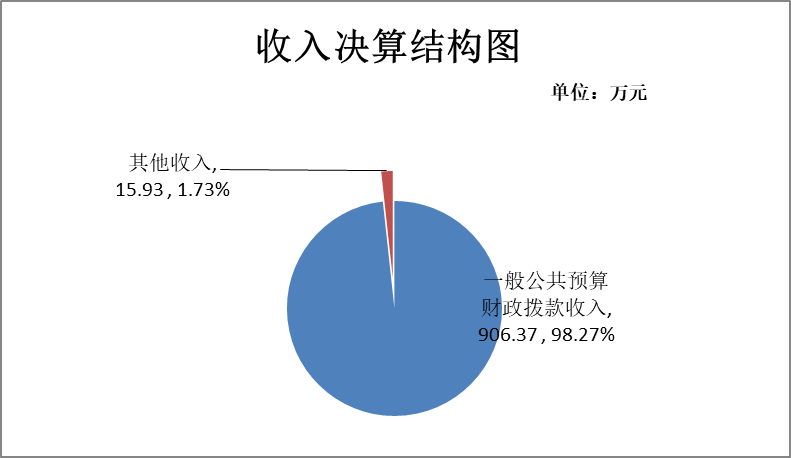 收入决算结构图
单位：万元
其他收入,
15.93 , 1.73%
一般公共预算
财政拨款收入,
906.37 , 98.27%